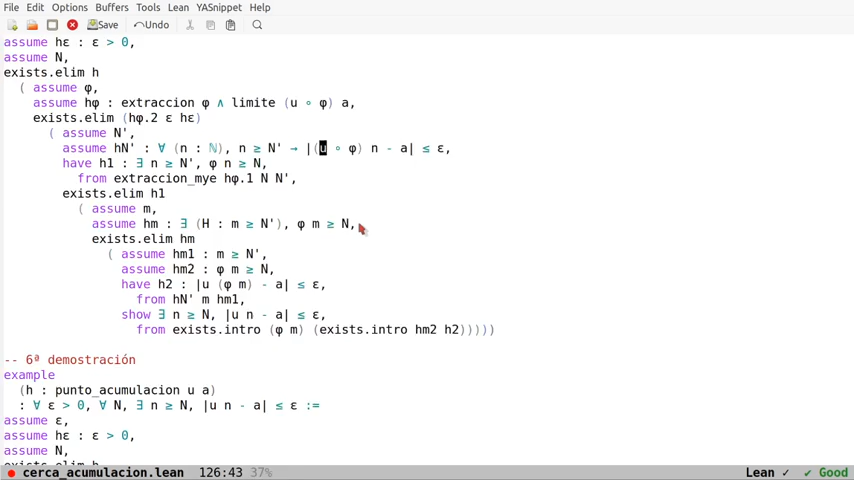 File Edit Options Buffers Tools Lean YASnippet Help
Save Undo
assume hε : ε > 0,
assume N,
exists.elim h
( assume φ,
assume hφ : extraccion φ ∧ limite (u ∘ φ) a,
exists.elim (hφ.2 ε hε)
( assume N',
assume hN' : ∀ (n : ℕ), n ≥ N' → |(u ∘ φ) n - a| ≤ ε,
have h1 : ∃ n ≥ N', φ n ≥ N,
from extraccion_mye hφ.1 N N',
exists.elim h1
( assume m,
assume hm : ∃ (H : m ≥ N'), φ m ≥ N,
exists.elim hm
( assume hm1 : m ≥ N',
assume hm2 : φ m ≥ N,
have h2 : |u (φ m) - a| ≤ ε,
from hN' m hm1,
show ∃ n ≥ N, |u n - a| ≤ ε,
from exists.intro (φ m) (exists.intro hm2 h2)))))
-- 6ª demostración
example
(h : punto_acumulacion u a)
: ∀ ε > 0, ∀ N, ∃ n ≥ N, |u n - a| ≤ ε :=
assume ε,
assume hε : ε > 0,
assume N,
exists.elim h
cerca_acumulacion.lean 126:43 37% Lean ✓ ✓ Good